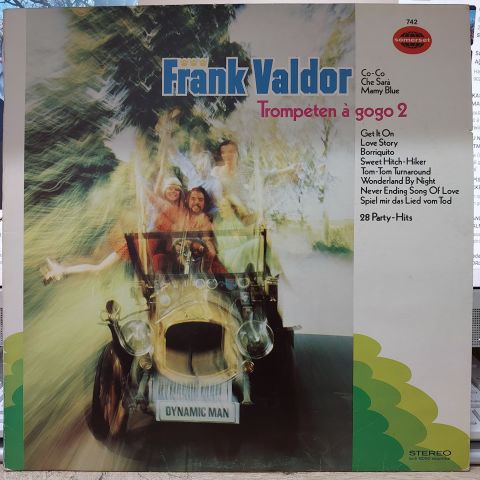 742
somerset
Frank Valdor
Co-Co
Che Sarà
Mamy Blue
Trompeten à gogo 2
Get It On
Love Story
Borriquito
Sweet Hitch-Hiker
Tom-Tom Turnaround
Wonderland By Night
Never Ending Song Of Love
Spiel mir das Lied vom Tod
28 Party-Hits
DYNAMIC MAN
STEREO